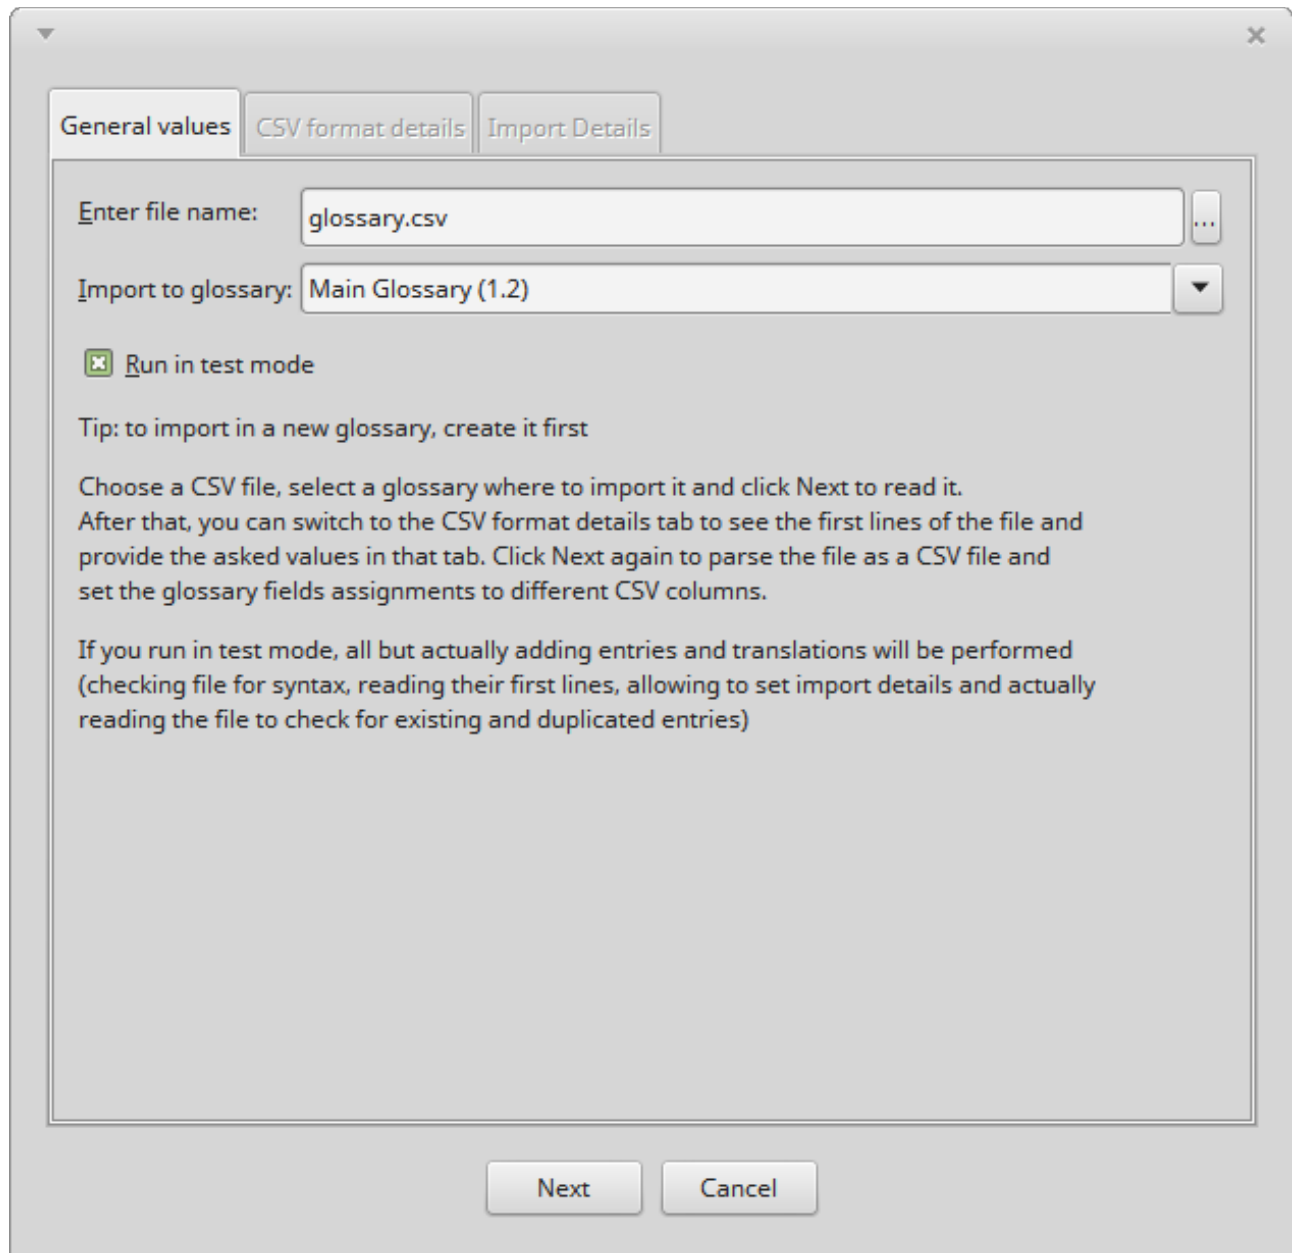 General values CSV format details Import Details
Enter file name: glossary.csv ...
Import to glossary: Main Glossary (1.2)
Run in test mode
Tip: to import in a new glossary, create it first
Choose a CSV file, select a glossary where to import it and click Next to read it.
After that, you can switch to the CSV format details tab to see the first lines of the file and
provide the asked values in that tab. Click Next again to parse the file as a CSV file and
set the glossary fields assignments to different CSV columns.
If you run in test mode, all but actually adding entries and translations will be performed
(checking file for syntax, reading their first lines, allowing to set import details and actually
reading the file to check for existing and duplicated entries)
Next Cancel